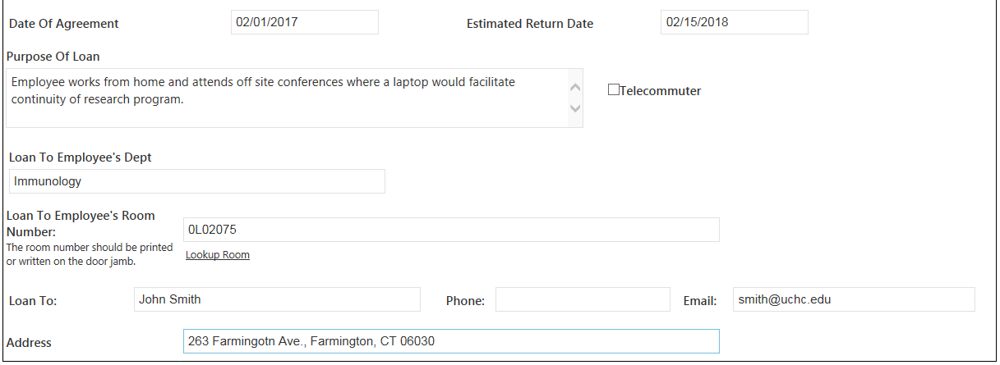 Date Of Agreement 02/01/2017 Estimated Return Date 02/15/2018
Purpose Of Loan
Employee works from home and attends off site conferences where a laptop would facilitate
continuity of research program.
Telecommuter
Loan To Employee's Dept
Immunology
Loan To Employee's Room
Number:
0L02075
The room number should be printed
or written on the door jamb.
Lookup Room
Loan To: John Smith Phone: Email: smith@uchc.edu
Address 263 Farmingotn Ave., Farmington, CT 06030